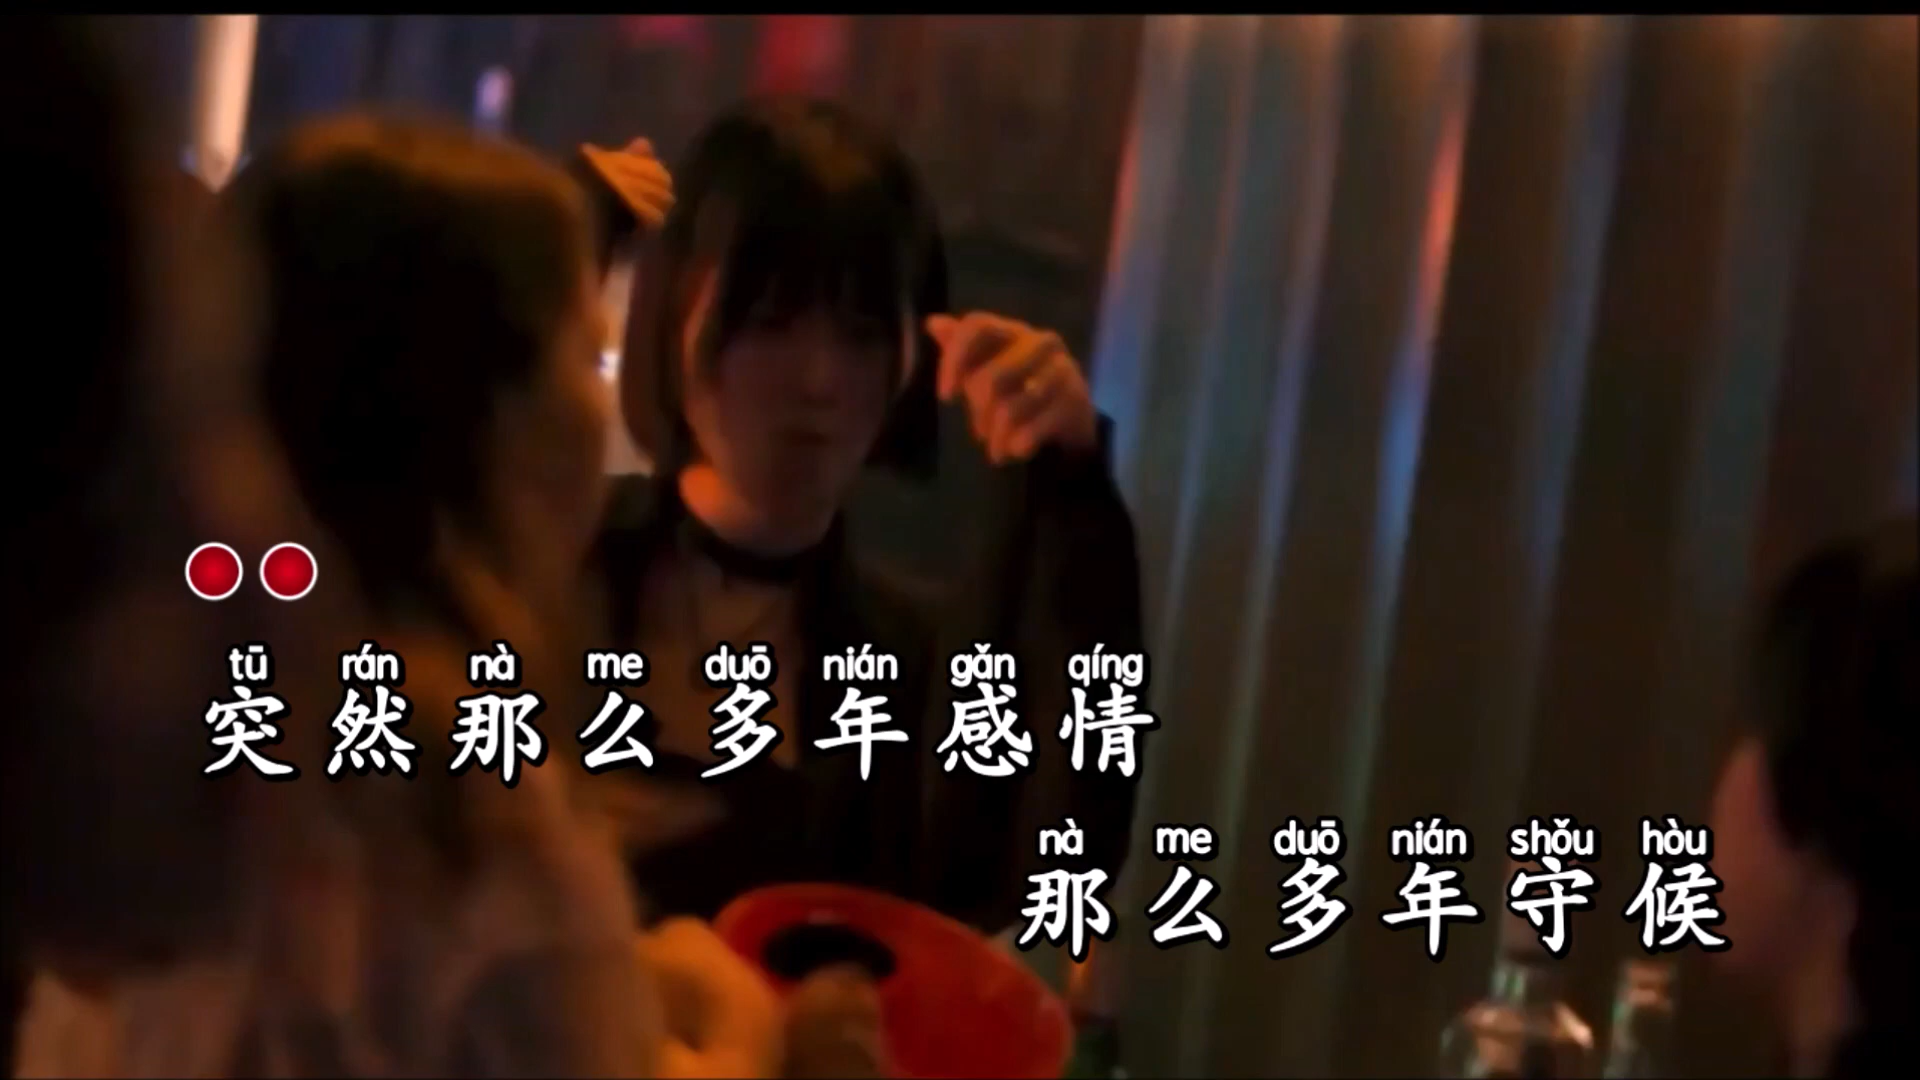 tū rán nà me duō nián gǎn qíng
突然那么多年感情
nà me duō nián shǒu hòu
那么多年守候